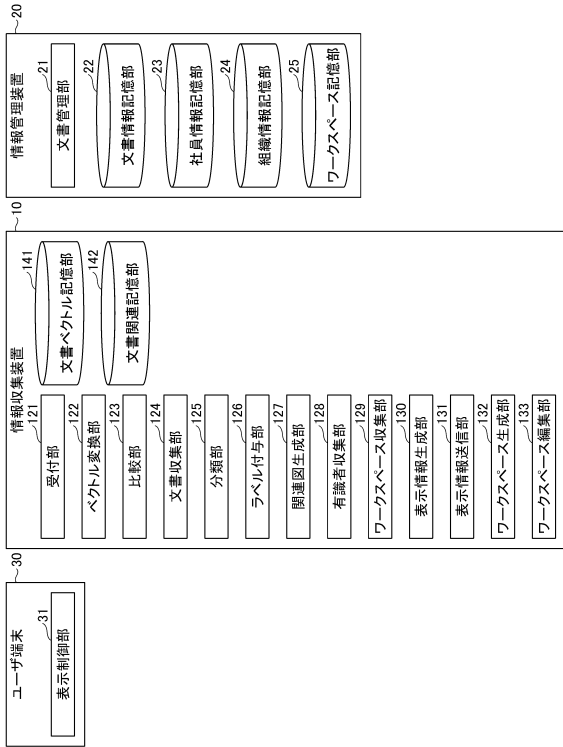 ユーザ端末
30
表示制御部
31
情報収集装置
10
受付部
121
ベクトル変換部
122
比較部
123
文書収集部
124
分類部
125
ラベル付与部
126
関連図生成部
127
有識者収集部
128
ワークスペース収集部
129
表示情報生成部
130
表示情報送信部
131
ワークスペース生成部
132
ワークスペース編集部
133
文書ベクトル記憶部
141
文書関連記憶部
142
情報管理装置
20
文書管理部
21
文書情報記憶部
22
社員情報記憶部
23
組織情報記憶部
24
ワークスペース記憶部
25